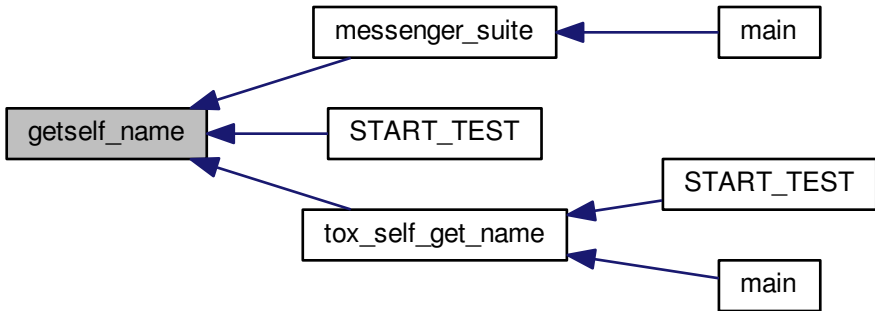 messenger_suite
main
getself_name
START_TEST
START_TEST
tox_self_get_name
main